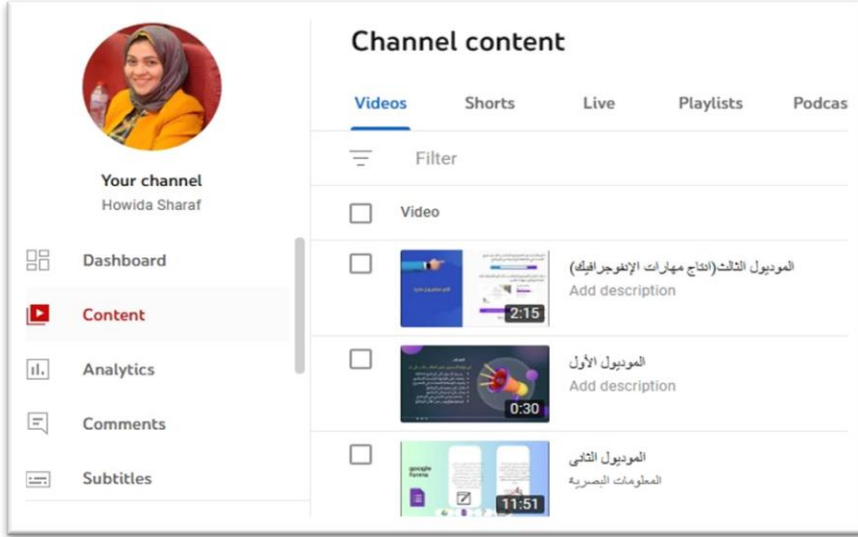 Channel content
Videos Shorts Live Playlists Podcas
Filter
Your channel
Howida Sharaf
Video
Dashboard
Content
Analytics
Comments
Subtitles
الموديول الثالث(انتاج مهارات الإنفوجرافيك)
Add description
2:15
الموديول الأول
Add description
0:30
الموديول الثانى
المعلومات البصرية
google
forms
11:51